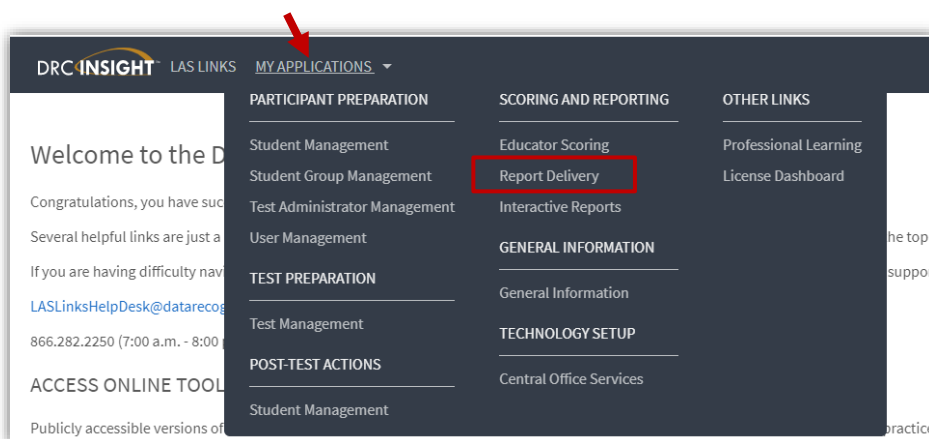 DRC INSIGHT LAS LINKS MY APPLICATIONS
PARTICIPANT PREPARATION
Student Management
Student Group Management
Test Administrator Management
User Management
TEST PREPARATION
Test Management
POST-TEST ACTIONS
Student Management
SCORING AND REPORTING
Educator Scoring
Report Delivery
Interactive Reports
GENERAL INFORMATION
General Information
TECHNOLOGY SETUP
Central Office Services
OTHER LINKS
Professional Learning
License Dashboard
Welcome to the D
Congratulations, you have suc
Several helpful links are just a he top
If you are having difficulty navi suppo
LASLinksHelpDesk@datarecog
866.282.2250 (7:00 a.m. - 8:00
ACCESS ONLINE TOOL
Publicly accessible versions of practic